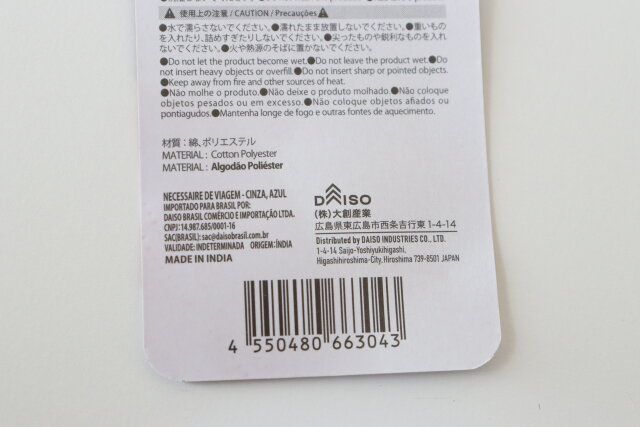 使用上の注意 / CAUTION / Precauções
●水で濡らさないでください。●濡れたまま放置しないでください。●重いもの
を入れたり、詰めすぎたりしないでください。●尖ったものや鋭利なものを入れ
ないでください。●火や熱源のそばに置かないでください。
●Do not let the product become wet.●Do not leave the product wet.●Do
not insert heavy objects or overfill.●Do not insert sharp or pointed objects.
●Keep away from fire and other sources of heat.
●Não molhe o produto.●Não deixe o produto molhado.●Não coloque
objetos pesados ou em excesso.●Não coloque objetos afiados ou
pontiagudos.●Mantenha longe de fogo e outras fontes de aquecimento.
材質：綿、ポリエステル
MATERIAL : Cotton Polyester
MATERIAL : Algodão Poliéster
NECESSAIRE DE VIAGEM - CINZA, AZUL
IMPORTADO PARA BRASIL POR:
DAISO BRASIL COMÉRCIO E IMPORTAÇÃO LTDA.
CNPJ: 14.987.685/0001-16
SAC(BRASIL): sac@daisobrasil.com.br
VALIDADE: INDETERMINADA ORIGEM: ÍNDIA
MADE IN INDIA
DAISO
(株)大創産業
広島県東広島市西条吉行東 1-4-14
Distributed by DAISO INDUSTRIES CO., LTD.
1-4-14 Saijo-Yoshiyukihigashi,
Higashihiroshima-City, Hiroshima 739-8501 JAPAN
4 550480 663043